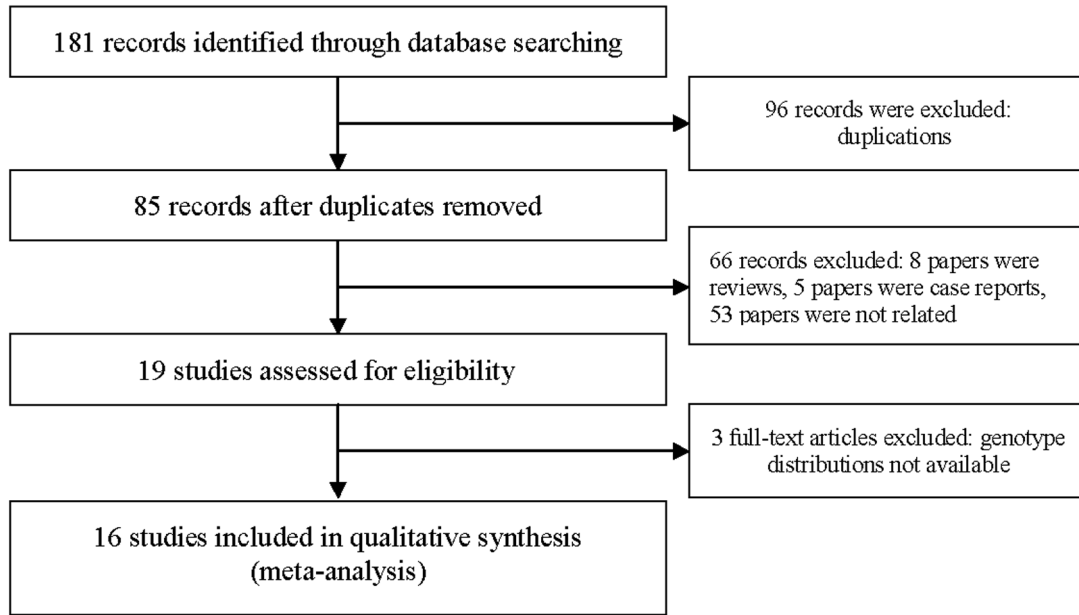 181 records identified through database searching
96 records were excluded:
duplications
85 records after duplicates removed
66 records excluded: 8 papers were
reviews, 5 papers were case reports,
53 papers were not related
19 studies assessed for eligibility
3 full-text articles excluded: genotype
distributions not available
16 studies included in qualitative synthesis
(meta-analysis)